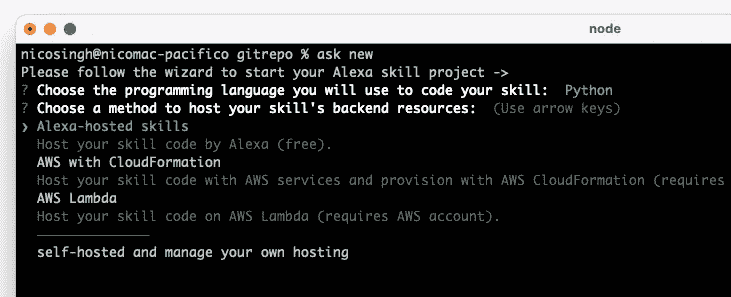 node
nicosingh@nicomac-pacifico gitrepo % ask new
Please follow the wizard to start your Alexa skill project ->
? Choose the programming language you will use to code your skill:  Python
? Choose a method to host your skill's backend resources:  (Use arrow keys)
❯ Alexa-hosted skills
Host your skill code by Alexa (free).
AWS with CloudFormation
Host your skill code with AWS services and provision with AWS CloudFormation (requires
AWS Lambda
Host your skill code on AWS Lambda (requires AWS account).
──────────────
self-hosted and manage your own hosting